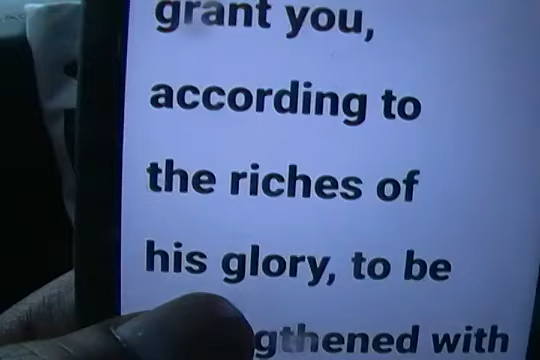 grant you,
according to
the riches of
his glory, to be
gthened with